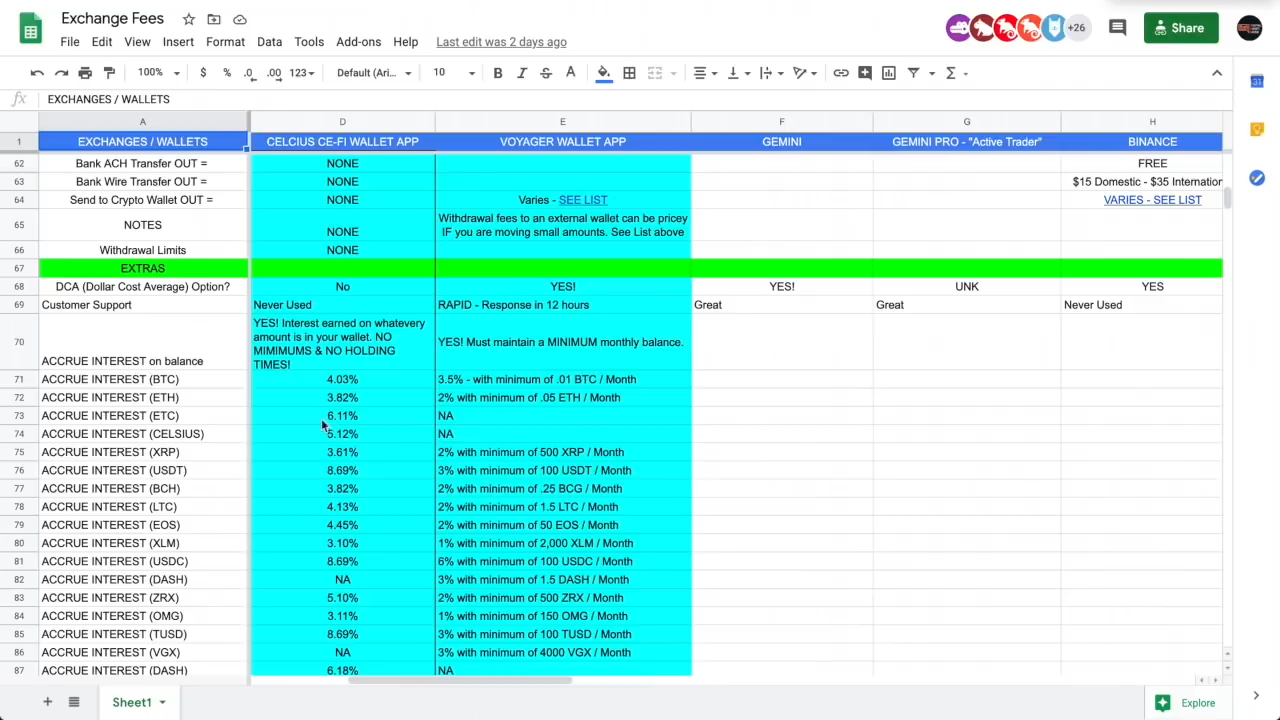 Exchange Fees
File Edit View Insert Format Data Tools Add-ons Help Last edit was 2 days ago
+26
Share
100% $ % .0 .00 123 Default (Ari... 10 B I S A
fx EXCHANGES / WALLETS
A D E F G H
1 EXCHANGES / WALLETS CELCIUS CE-FI WALLET APP VOYAGER WALLET APP GEMINI GEMINI PRO - "Active Trader" BINANCE
62 Bank ACH Transfer OUT = NONE FREE
63 Bank Wire Transfer OUT = NONE $15 Domestic - $35 Internation
64 Send to Crypto Wallet OUT = NONE Varies - SEE LIST VARIES - SEE LIST
65 NOTES NONE Withdrawal fees to an external wallet can be pricey
IF you are moving small amounts. See List above
66 Withdrawal Limits NONE
67 EXTRAS
68 DCA (Dollar Cost Average) Option? No YES! YES! UNK YES
69 Customer Support Never Used RAPID - Response in 12 hours Great Great Never Used
70 ACCRUE INTEREST on balance YES! Interest earned on whatevery
amount is in your wallet. NO
MIMIMUMS & NO HOLDING
TIMES!
YES! Must maintain a MINIMUM monthly balance.
71 ACCRUE INTEREST (BTC) 4.03% 3.5% - with minimum of .01 BTC / Month
72 ACCRUE INTEREST (ETH) 3.82% 2% with minimum of .05 ETH / Month
73 ACCRUE INTEREST (ETC) 6.11% NA
74 ACCRUE INTEREST (CELSIUS) 5.12% NA
75 ACCRUE INTEREST (XRP) 3.61% 2% with minimum of 500 XRP / Month
76 ACCRUE INTEREST (USDT) 8.69% 3% with minimum of 100 USDT / Month
77 ACCRUE INTEREST (BCH) 3.82% 2% with minimum of .25 BCG / Month
78 ACCRUE INTEREST (LTC) 4.13% 2% with minimum of 1.5 LTC / Month
79 ACCRUE INTEREST (EOS) 4.45% 2% with minimum of 50 EOS / Month
80 ACCRUE INTEREST (XLM) 3.10% 1% with minimum of 2,000 XLM / Month
81 ACCRUE INTEREST (USDC) 8.69% 6% with minimum of 100 USDC / Month
82 ACCRUE INTEREST (DASH) NA 3% with minimum of 1.5 DASH / Month
83 ACCRUE INTEREST (ZRX) 5.10% 2% with minimum of 500 ZRX / Month
84 ACCRUE INTEREST (OMG) 3.11% 1% with minimum of 150 OMG / Month
85 ACCRUE INTEREST (TUSD) 8.69% 3% with minimum of 100 TUSD / Month
86 ACCRUE INTEREST (VGX) NA 3% with minimum of 4000 VGX / Month
87 ACCRUE INTEREST (DASH) 6.18% NA
Sheet1
Explore